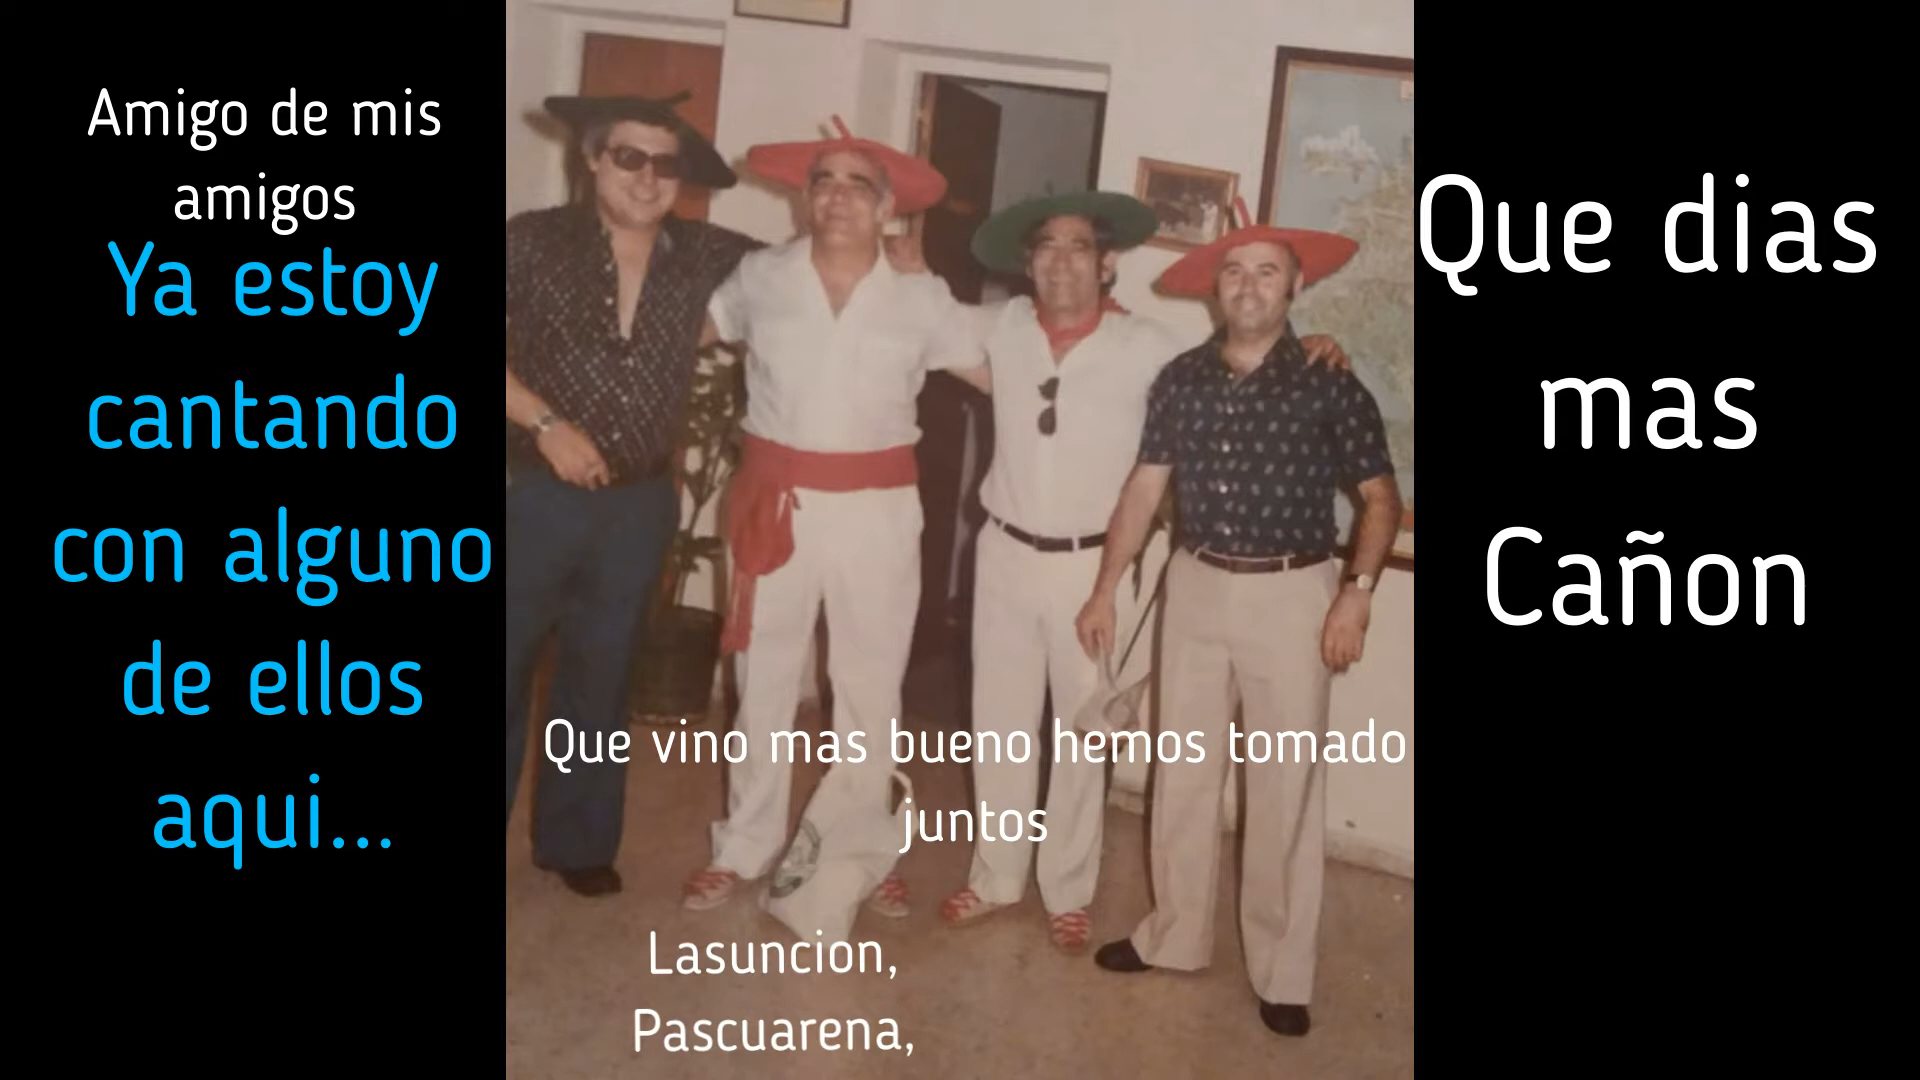 Amigo de mis
amigos
Ya estoy
cantando
con alguno
de ellos
aqui...
Que vino mas bueno hemos tomado
juntos
Lasuncion,
Pascuarena,
Que dias
mas
Cañon